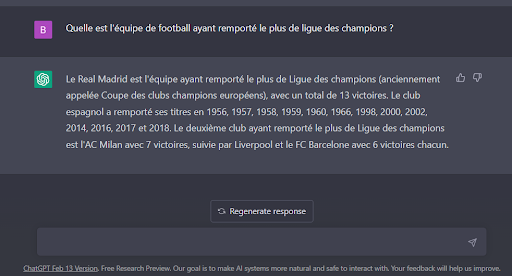 B
Quelle est l'équipe de football ayant remporté le plus de ligue des champions ?
Le Real Madrid est l'équipe ayant remporté le plus de Ligue des champions (anciennement
appelée Coupe des clubs champions européens), avec un total de 13 victoires. Le club
espagnol a remporté ses titres en 1956, 1957, 1958, 1959, 1960, 1966, 1998, 2000, 2002,
2014, 2016, 2017 et 2018. Le deuxième club ayant remporté le plus de Ligue des champions
est l'AC Milan avec 7 victoires, suivie par Liverpool et le FC Barcelone avec 6 victoires chacun.
Regenerate response
ChatGPT Feb 13 Version. Free Research Preview. Our goal is to make AI systems more natural and safe to interact with. Your feedback will help us improve.